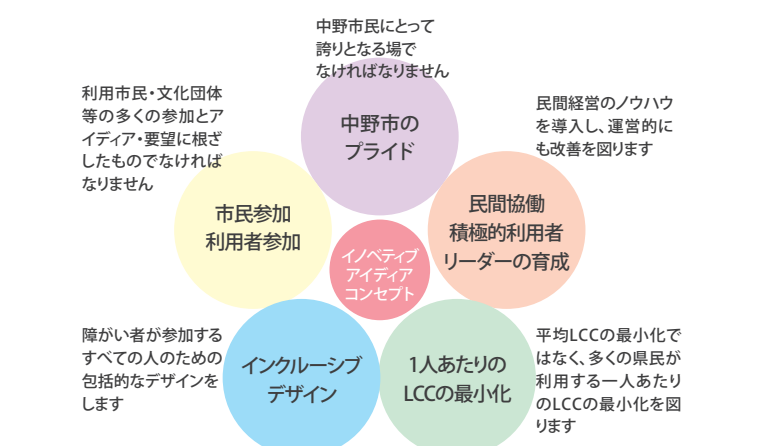 中野市民にとって
誇りとなる場で
なければなりません
中野市の
プライド
利用市民・文化団体
等の多くの参加とア
イディア・要望に根ざ
したものでなければ
なりません
市民参加
利用者参加
民間経営のノウハウ
を導入し、運営的に
も改善を図ります
民間協働
積極的利用者
リーダーの育成
イノベティブ
アイディア
コンセプト
障がい者が参加する
すべての人のための
包括的なデザインを
します
インクルーシブ
デザイン
1人あたりの
LCCの最小化
平均LCCの最小化で
はなく、多くの県民が
利用する一人あたり
のLCCの最小化を図
ります